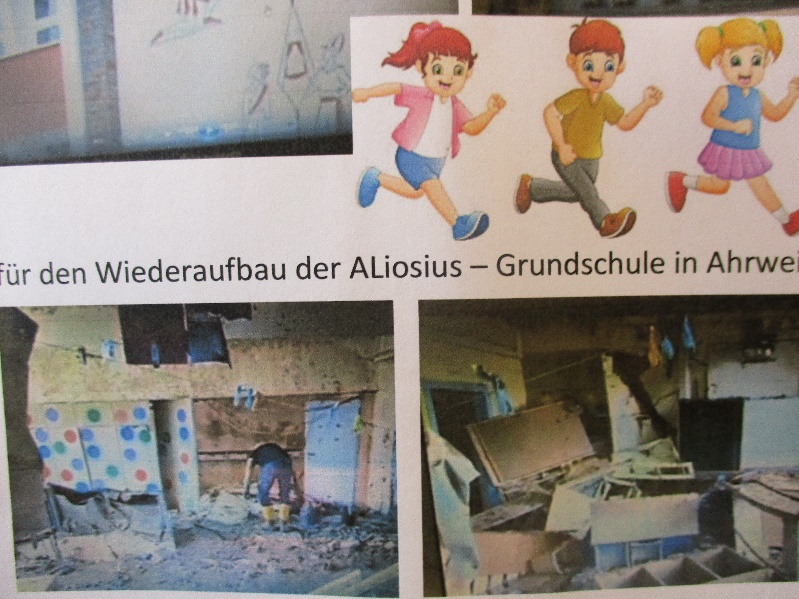 für den Wiederaufbau der ALiosius – Grundschule in Ahrwei